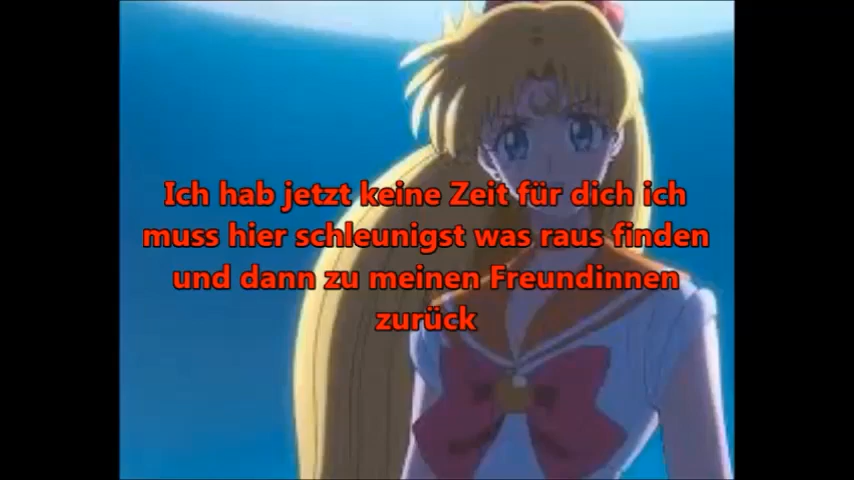 Ich hab jetzt keine Zeit für dich ich
muss hier schleunigst was raus finden
und dann zu meinen Freundinnen
zurück